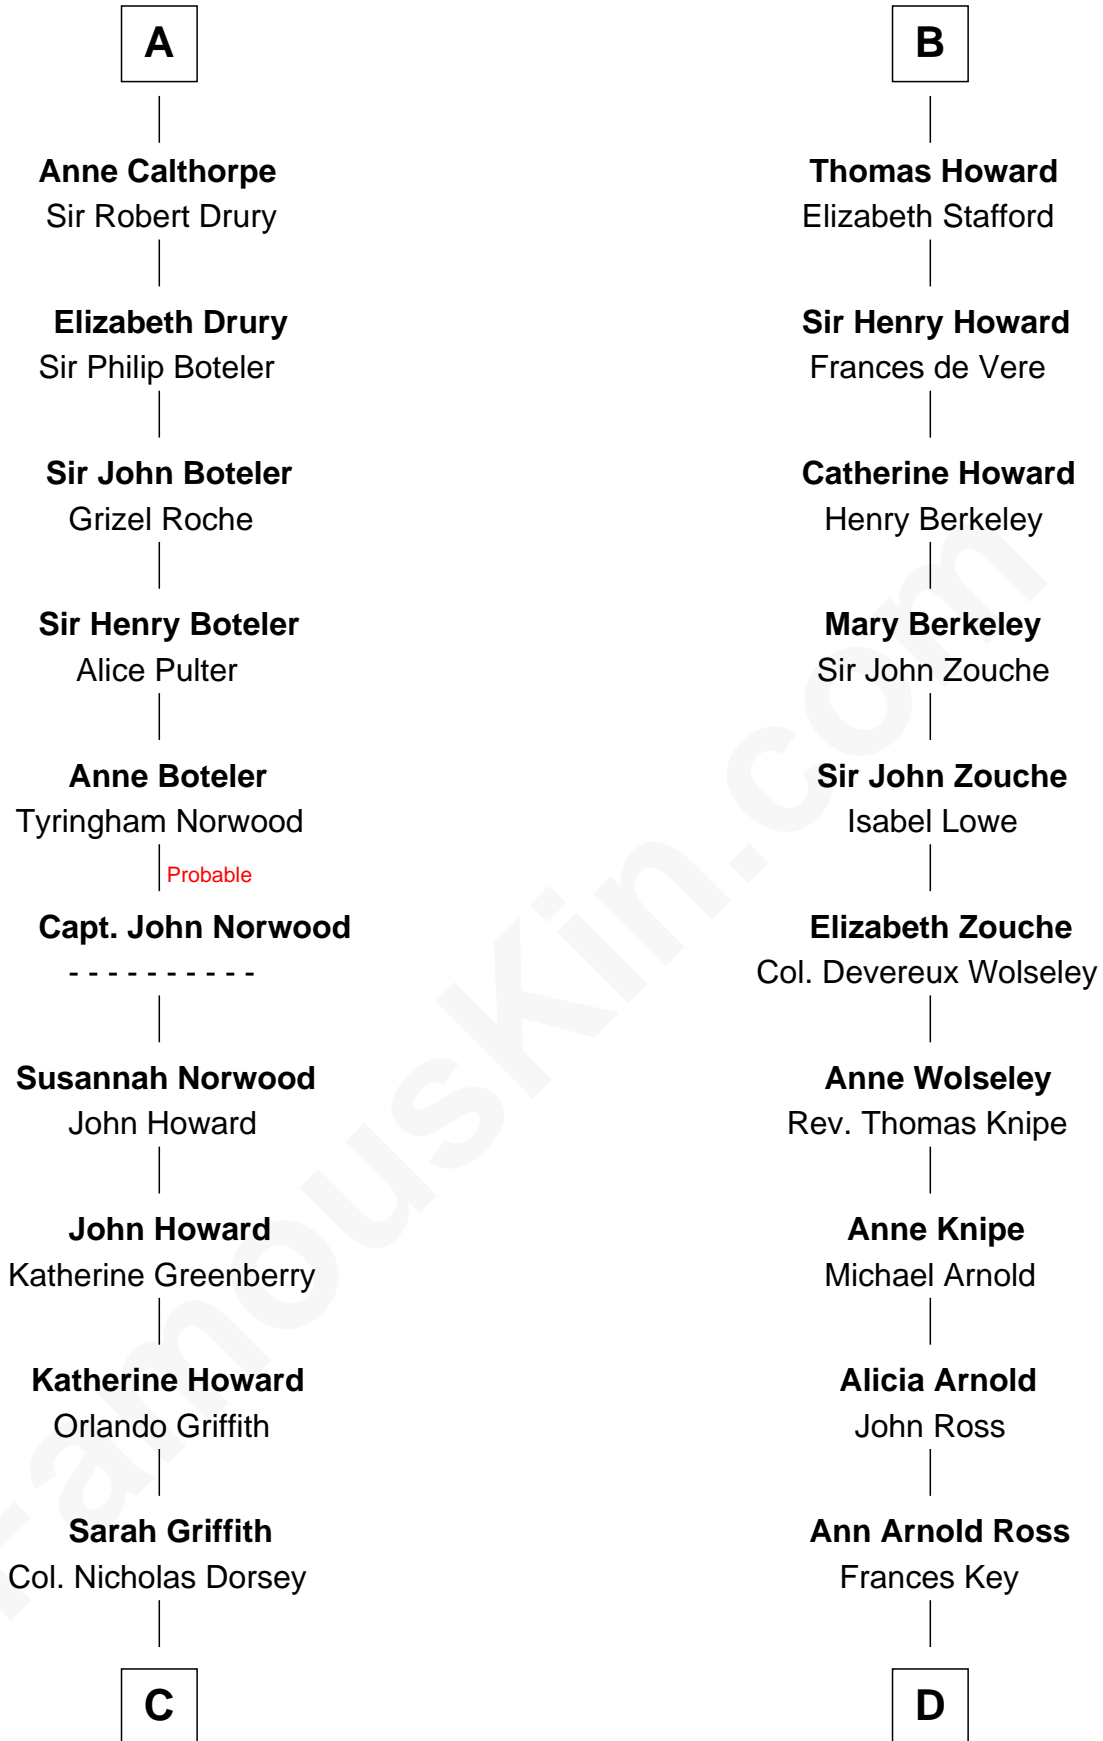 A
Anne Calthorpe
Sir Robert Drury
Elizabeth Drury
Sir Philip Boteler
Sir John Boteler
Grizel Roche
Sir Henry Boteler
Alice Pulter
Anne Boteler
Tyringham Norwood
Probable
Capt. John Norwood
- - - - - - - - - -
Susannah Norwood
John Howard
John Howard
Katherine Greenberry
Katherine Howard
Orlando Griffith
Sarah Griffith
Col. Nicholas Dorsey
C
B
Thomas Howard
Elizabeth Stafford
Sir Henry Howard
Frances de Vere
Catherine Howard
Henry Berkeley
Mary Berkeley
Sir John Zouche
Sir John Zouche
Isabel Lowe
Elizabeth Zouche
Col. Devereux Wolseley
Anne Wolseley
Rev. Thomas Knipe
Anne Knipe
Michael Arnold
Alicia Arnold
John Ross
Ann Arnold Ross
Frances Key
D
FamousKin.com